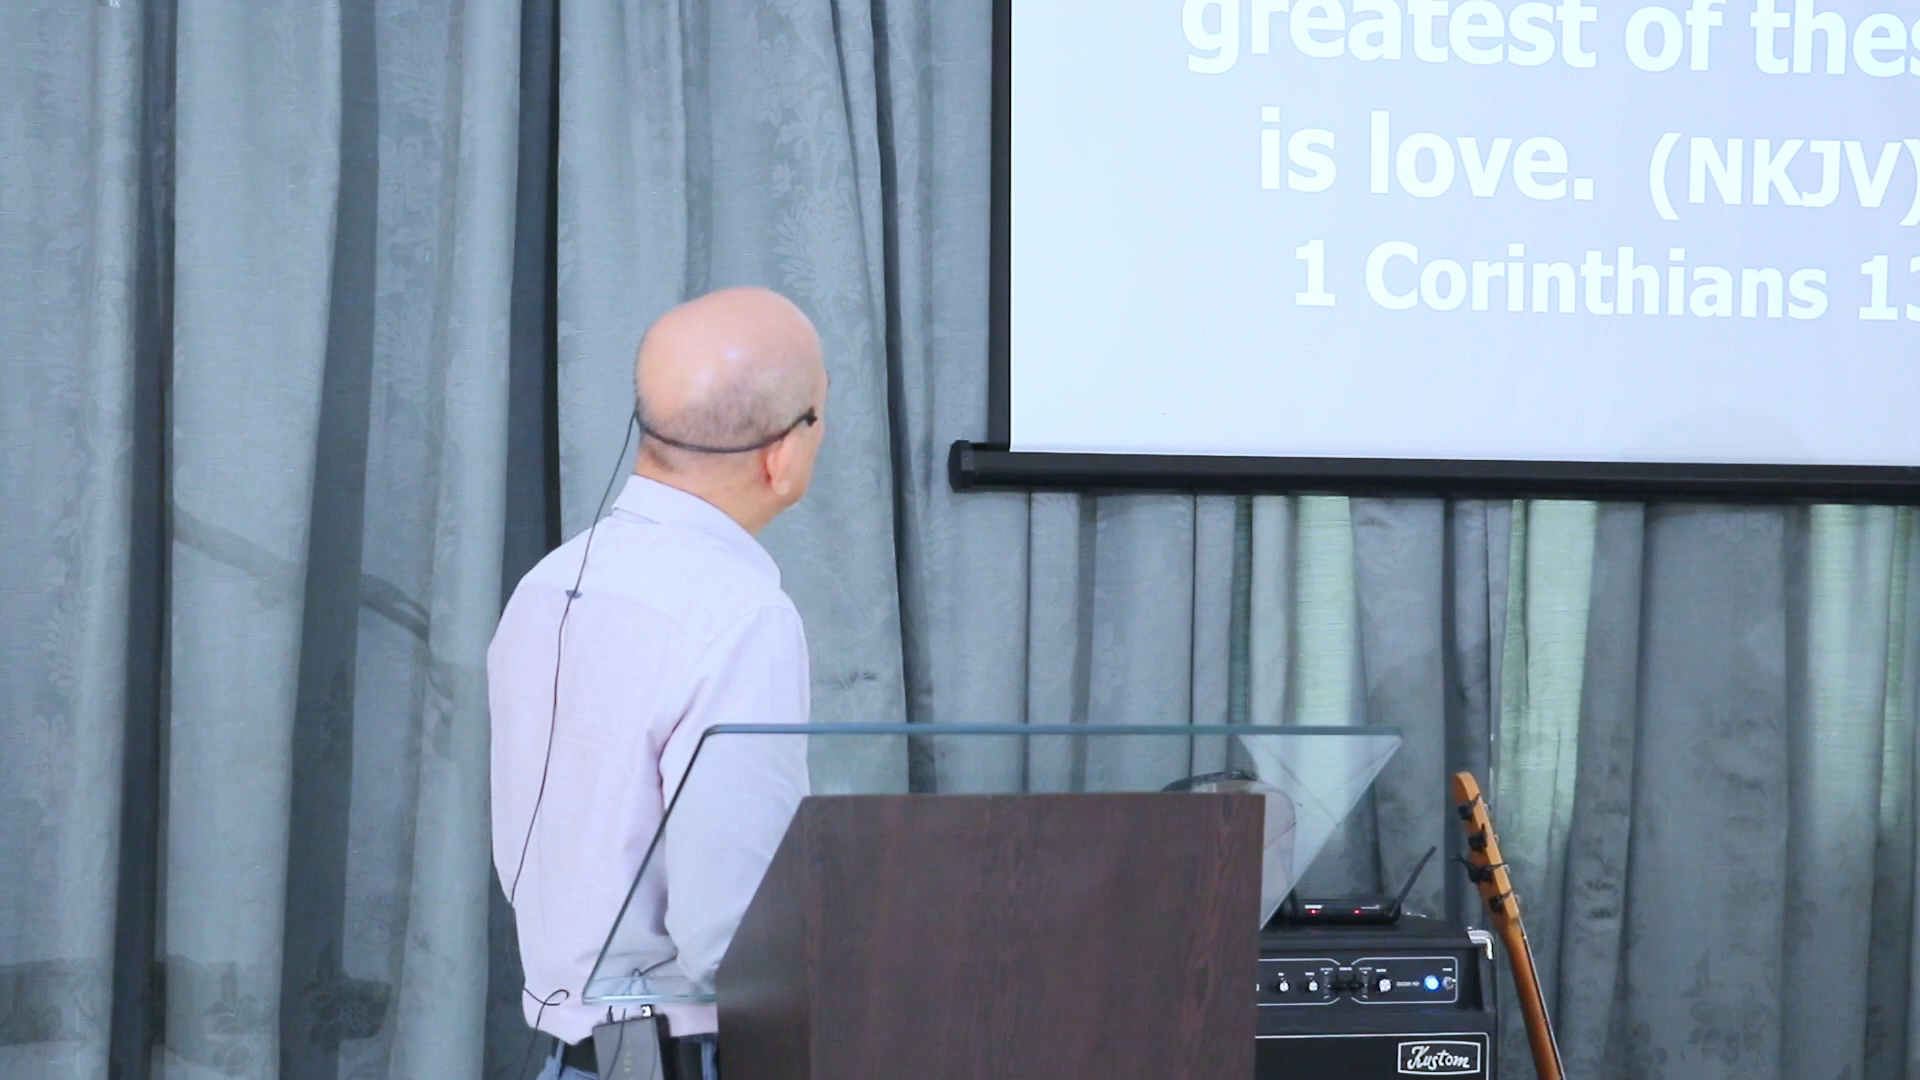 greatest of thes
is love. (NKJV)
1 Corinthians 13
Kustom